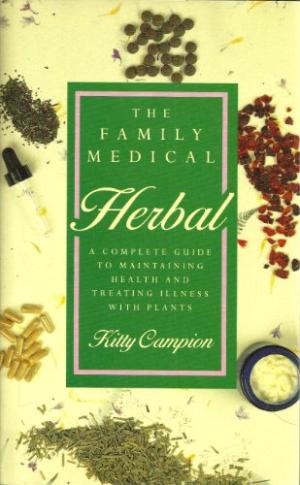 THE
FAMILY
MEDICAL
Herbal
A COMPLETE GUIDE
TO MAINTAINING
HEALTH AND
TREATING ILLNESS
WITH PLANTS
Kitty Campion